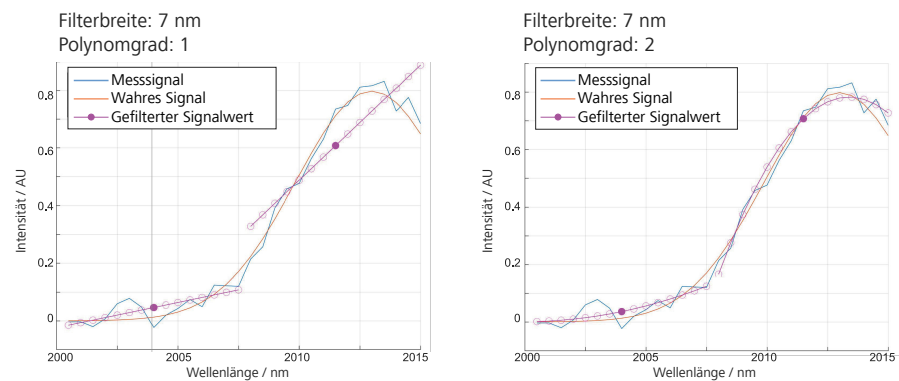 Filterbreite: 7 nm
Polynomgrad: 1
Messsignal
Wahres Signal
Gefilterter Signalwert
0.8
0.6
0.4
0.2
0
Intensität / AU
2000
2005
2010
2015
Wellenlänge / nm
Filterbreite: 7 nm
Polynomgrad: 2
Messsignal
Wahres Signal
Gefilterter Signalwert
0.8
0.6
0.4
0.2
0
Intensität / AU
2000
2005
2010
2015
Wellenlänge / nm